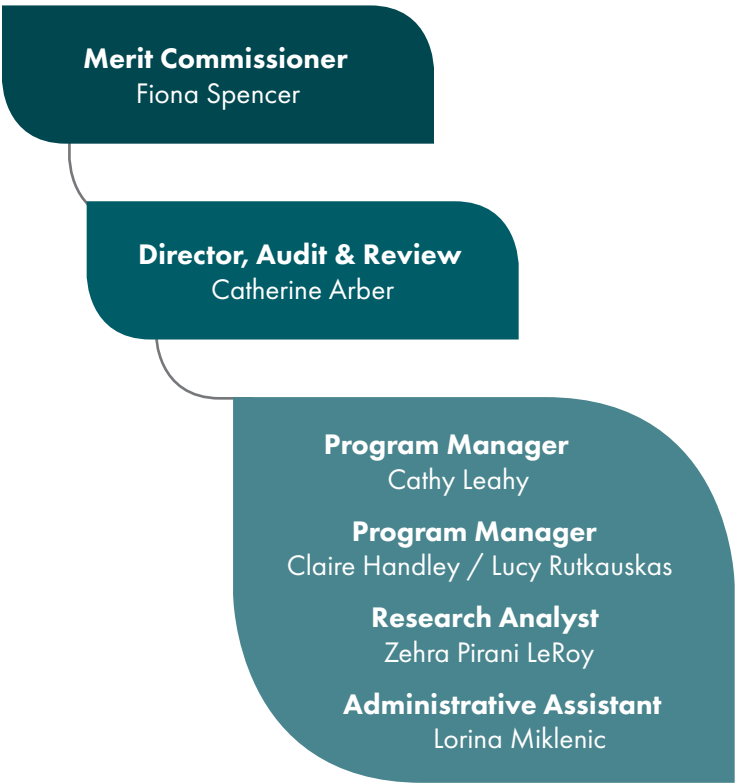 Merit Commissioner
Fiona Spencer
Director, Audit & Review
Catherine Arber
Program Manager
Cathy Leahy
Program Manager
Claire Handley / Lucy Rutkauskas
Research Analyst
Zehra Pirani LeRoy
Administrative Assistant
Lorina Miklenic